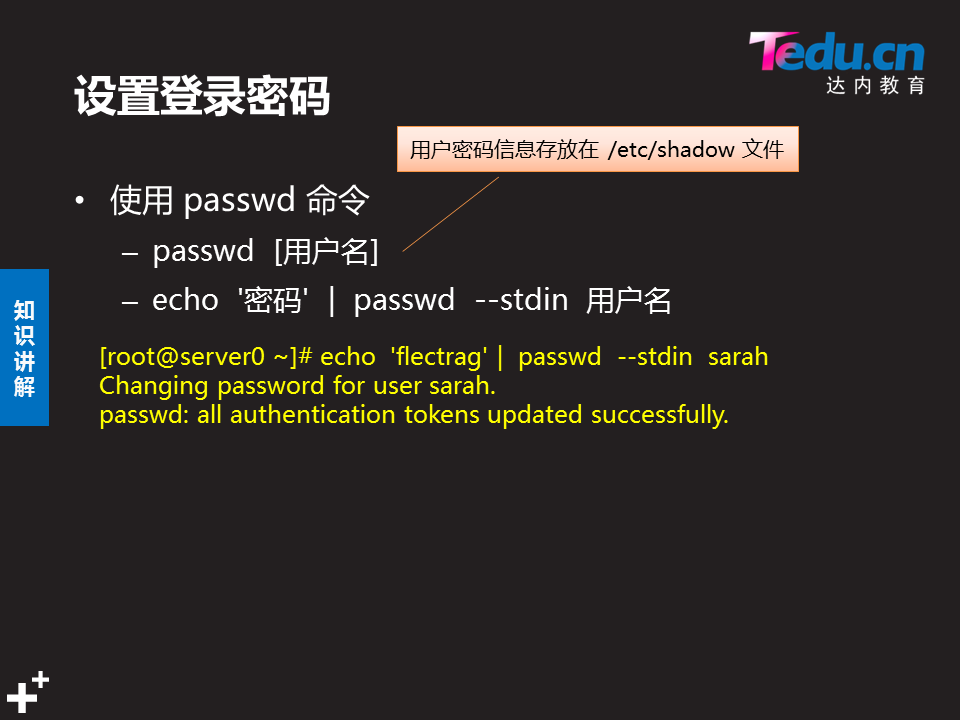 Tedu.cn
达内教育
设置登录密码
用户密码信息存放在 /etc/shadow 文件
• 使用 passwd 命令
– passwd [用户名]
– echo '密码' | passwd --stdin 用户名
知识讲解
[root@server0 ~]# echo 'flectrag' | passwd --stdin sarah
Changing password for user sarah.
passwd: all authentication tokens updated successfully.